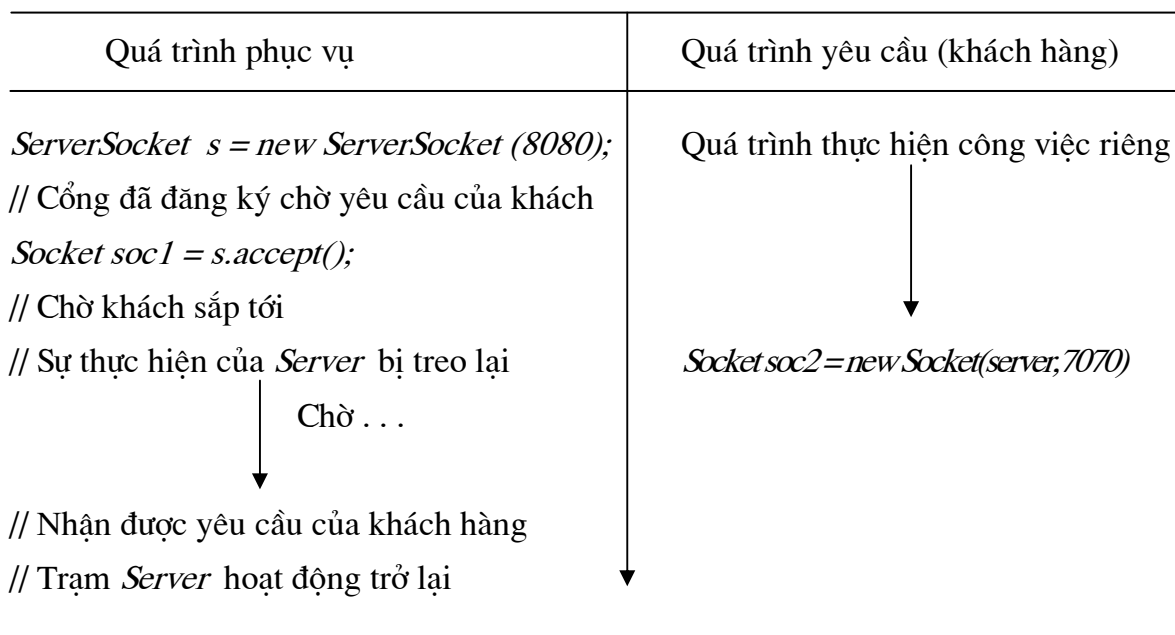 Quá trình phục vụ
Quá trình yêu cầu (khách hàng)
ServerSocket s = new ServerSocket (8080);
// Cổng đã đăng ký chờ yêu cầu của khách
Socket soc1 = s.accept();
// Chờ khách sắp tới
// Sự thực hiện của Server bị treo lại
Chờ . . .
// Nhận được yêu cầu của khách hàng
// Trạm Server hoạt động trở lại
Quá trình thực hiện công việc riêng
Socket soc2 = new Socket(server,7070)